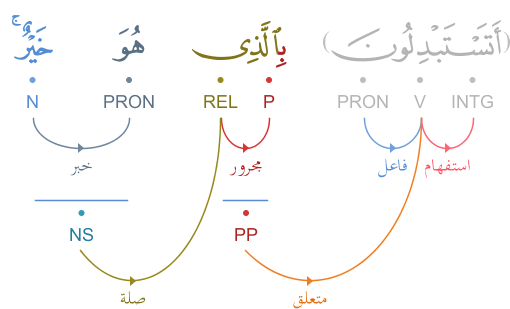 (أَتَسْتَبْدِلُونَ) بِٱلَّذِى هُوَ خَيْرٌ ۚ
INTG V PRON P REL PRON N
استفهام فاعل مجرور خبر
PP NS
متعلق صلة